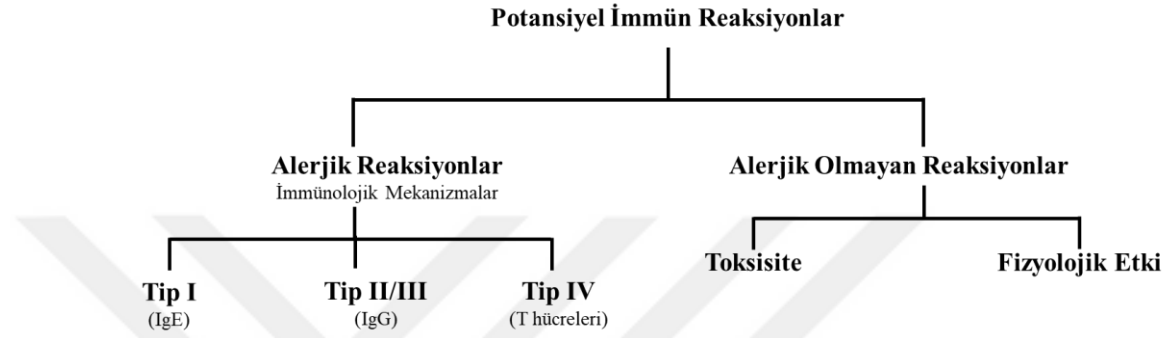 Potansiyel İmmün Reaksiyonlar
Alerjik Reaksiyonlar
İmmünolojik Mekanizmalar
Alerjik Olmayan Reaksiyonlar
Tip I
(IgE)
Tip II/III
(IgG)
Tip IV
(T hücreleri)
Toksisite
Fizyolojik Etki